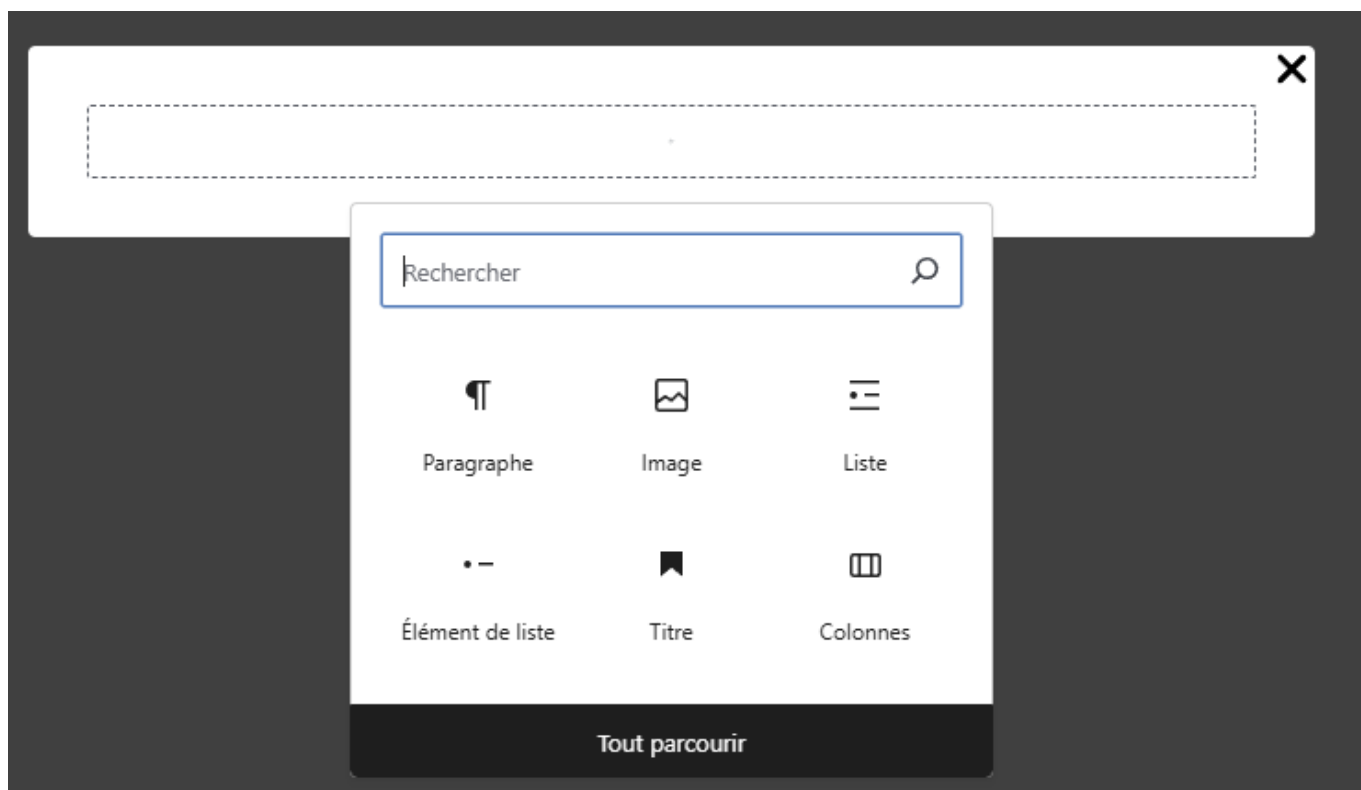 Rechercher
Paragraphe
Image
Liste
Élément de liste
Titre
Colonnes
Tout parcourir